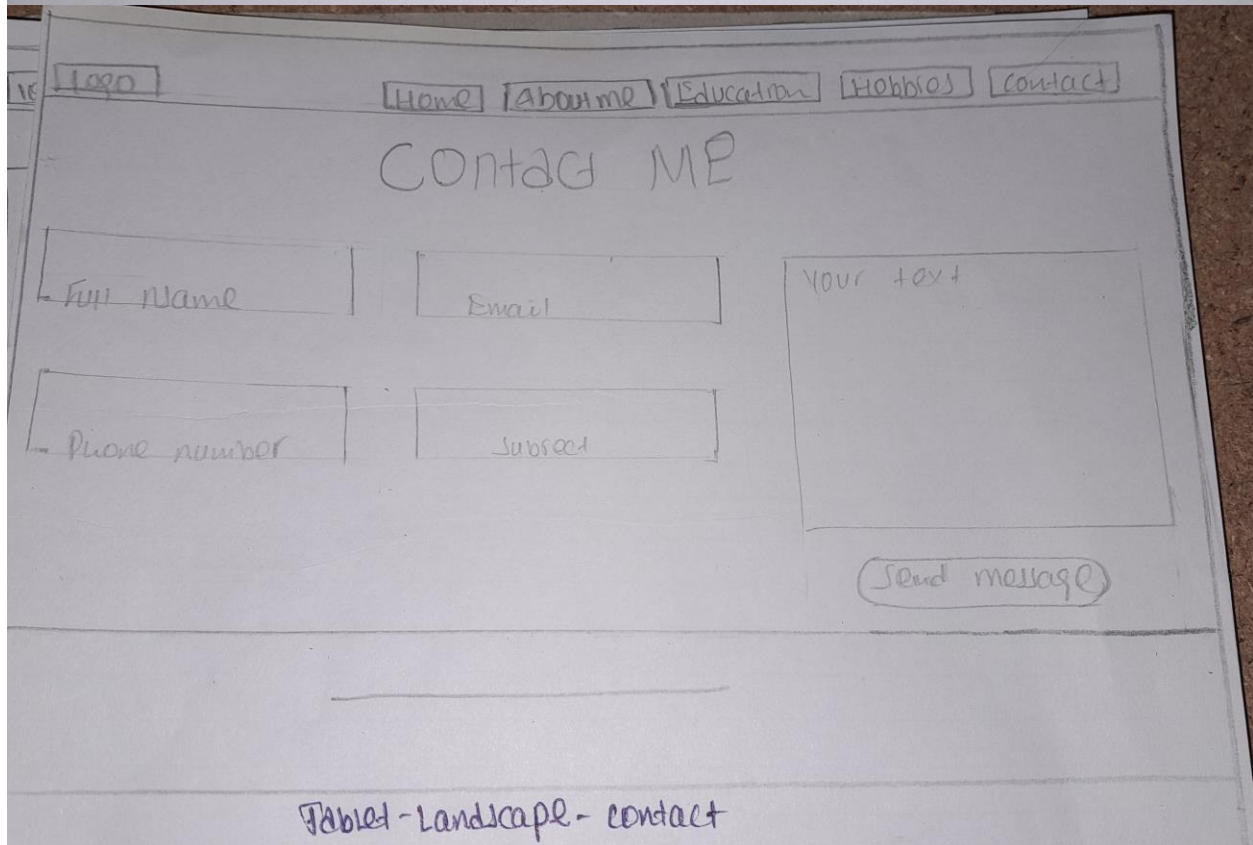 Logo Home About me Education Hobbies Contact
Contact ME
Full Name Email Your text
Phone number Subject
Send message
Tablet-Landscape-contact